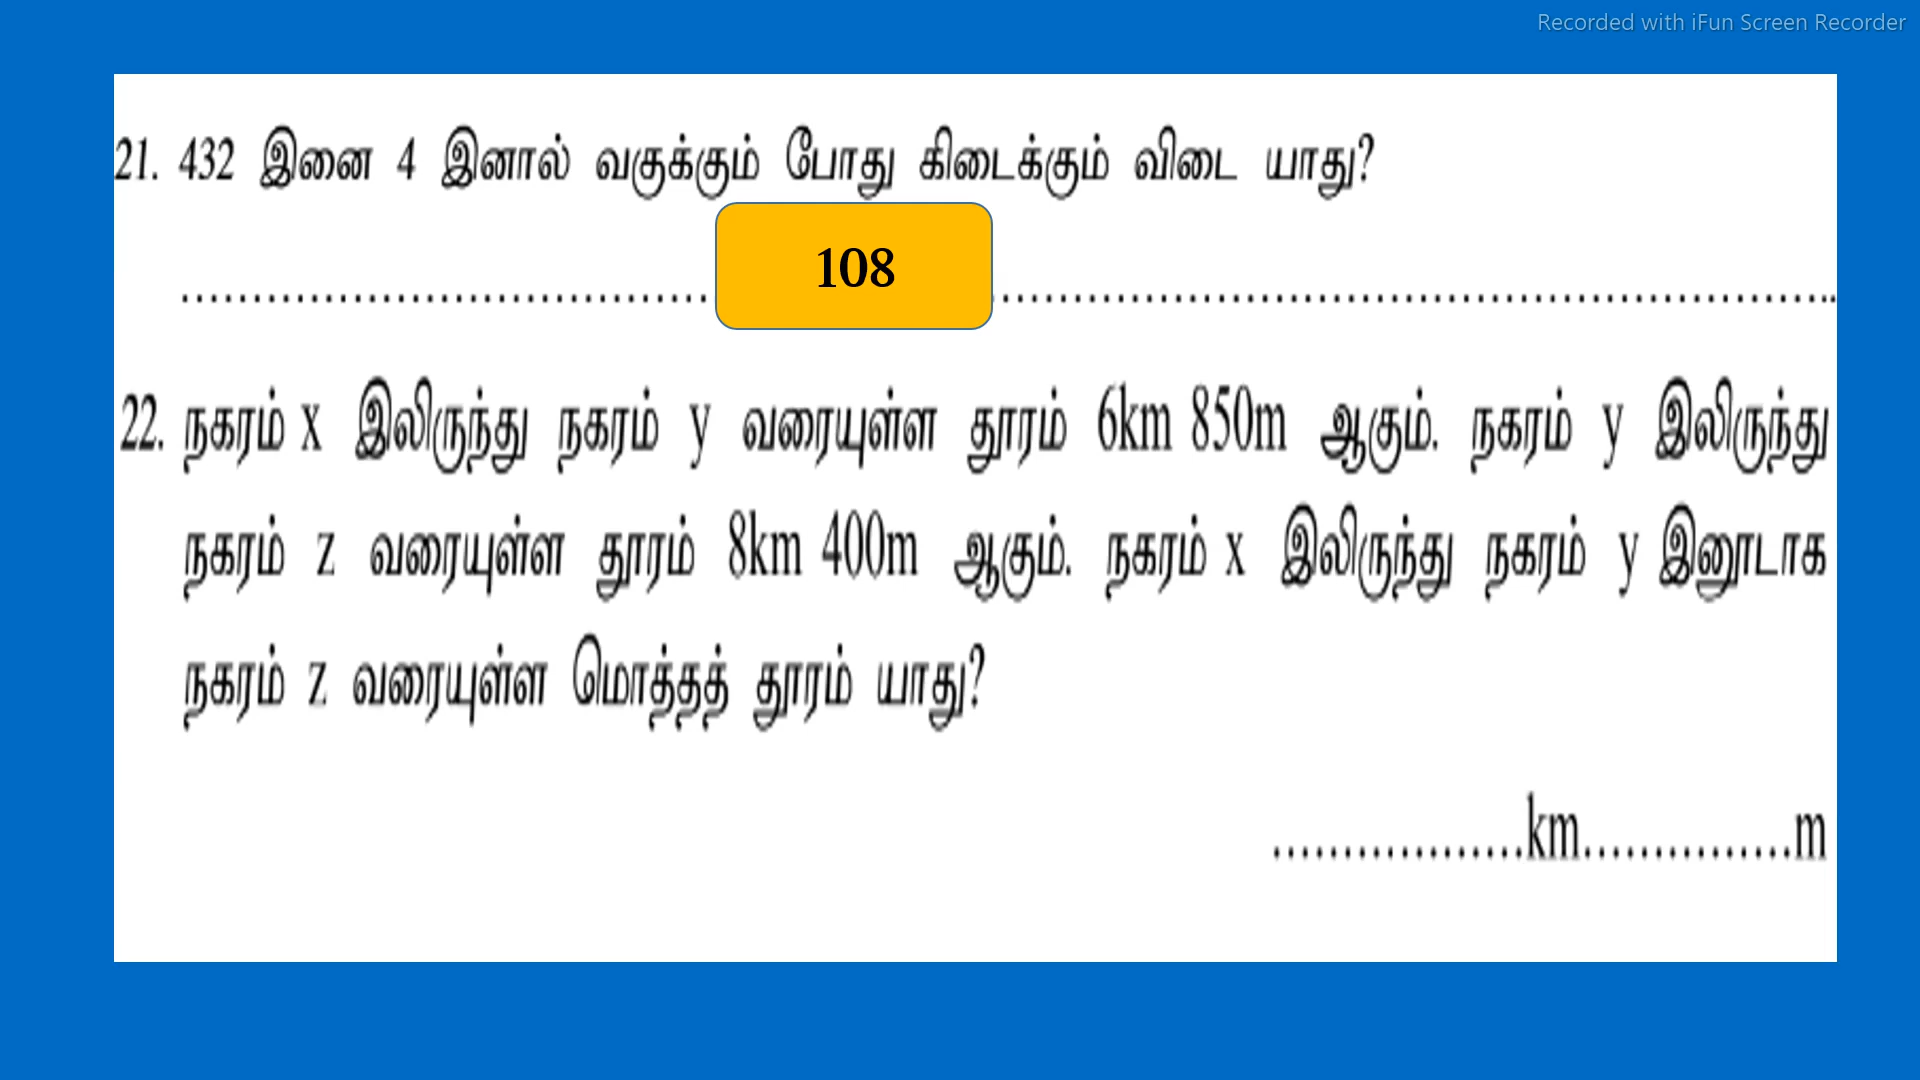 Recorded with iFun Screen Recorder
21. 432 இனை 4 இனால் வகுக்கும் போது கிடைக்கும் விடை யாது?
108
22. நகரம் x இலிருந்து நகரம் y வரையுள்ள தூரம் 6km 850m ஆகும். நகரம் y இலிருந்து
நகரம் z வரையுள்ள தூரம் 8km 400m ஆகும். நகரம் x இலிருந்து நகரம் y இனூடாக
நகரம் z வரையுள்ள மொத்தத் தூரம் யாது?
..................km...............m